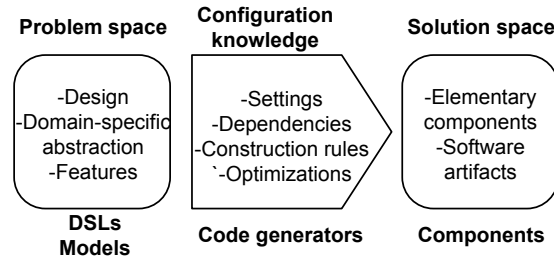 Problem space
-Design
-Domain-specific
abstraction
-Features
DSLs
Models
Configuration
knowledge
-Settings
-Dependencies
-Construction rules
`-Optimizations
Code generators
Solution space
-Elementary
components
-Software
artifacts
Components